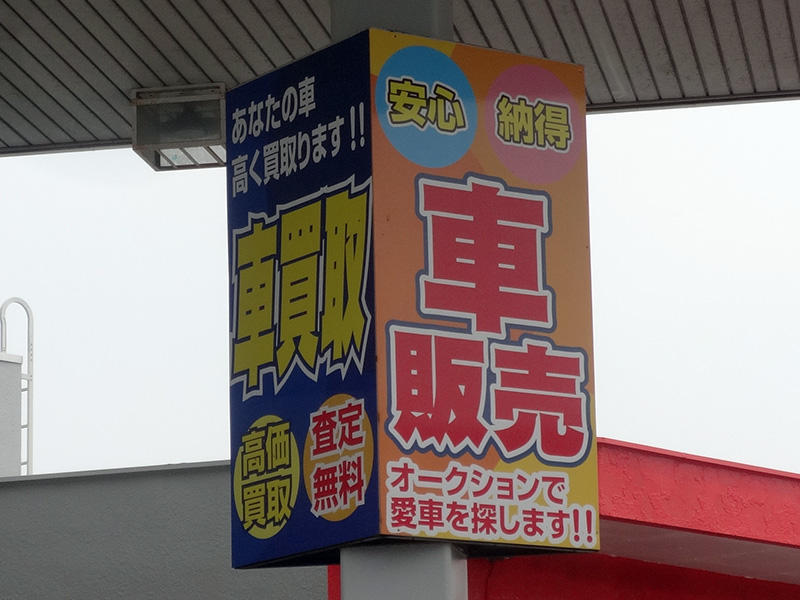 あなたの車
高く買取ります!!
車買取
高価
買取
査定
無料
安心
納得
車
販売
オークションで
愛車を探します!!